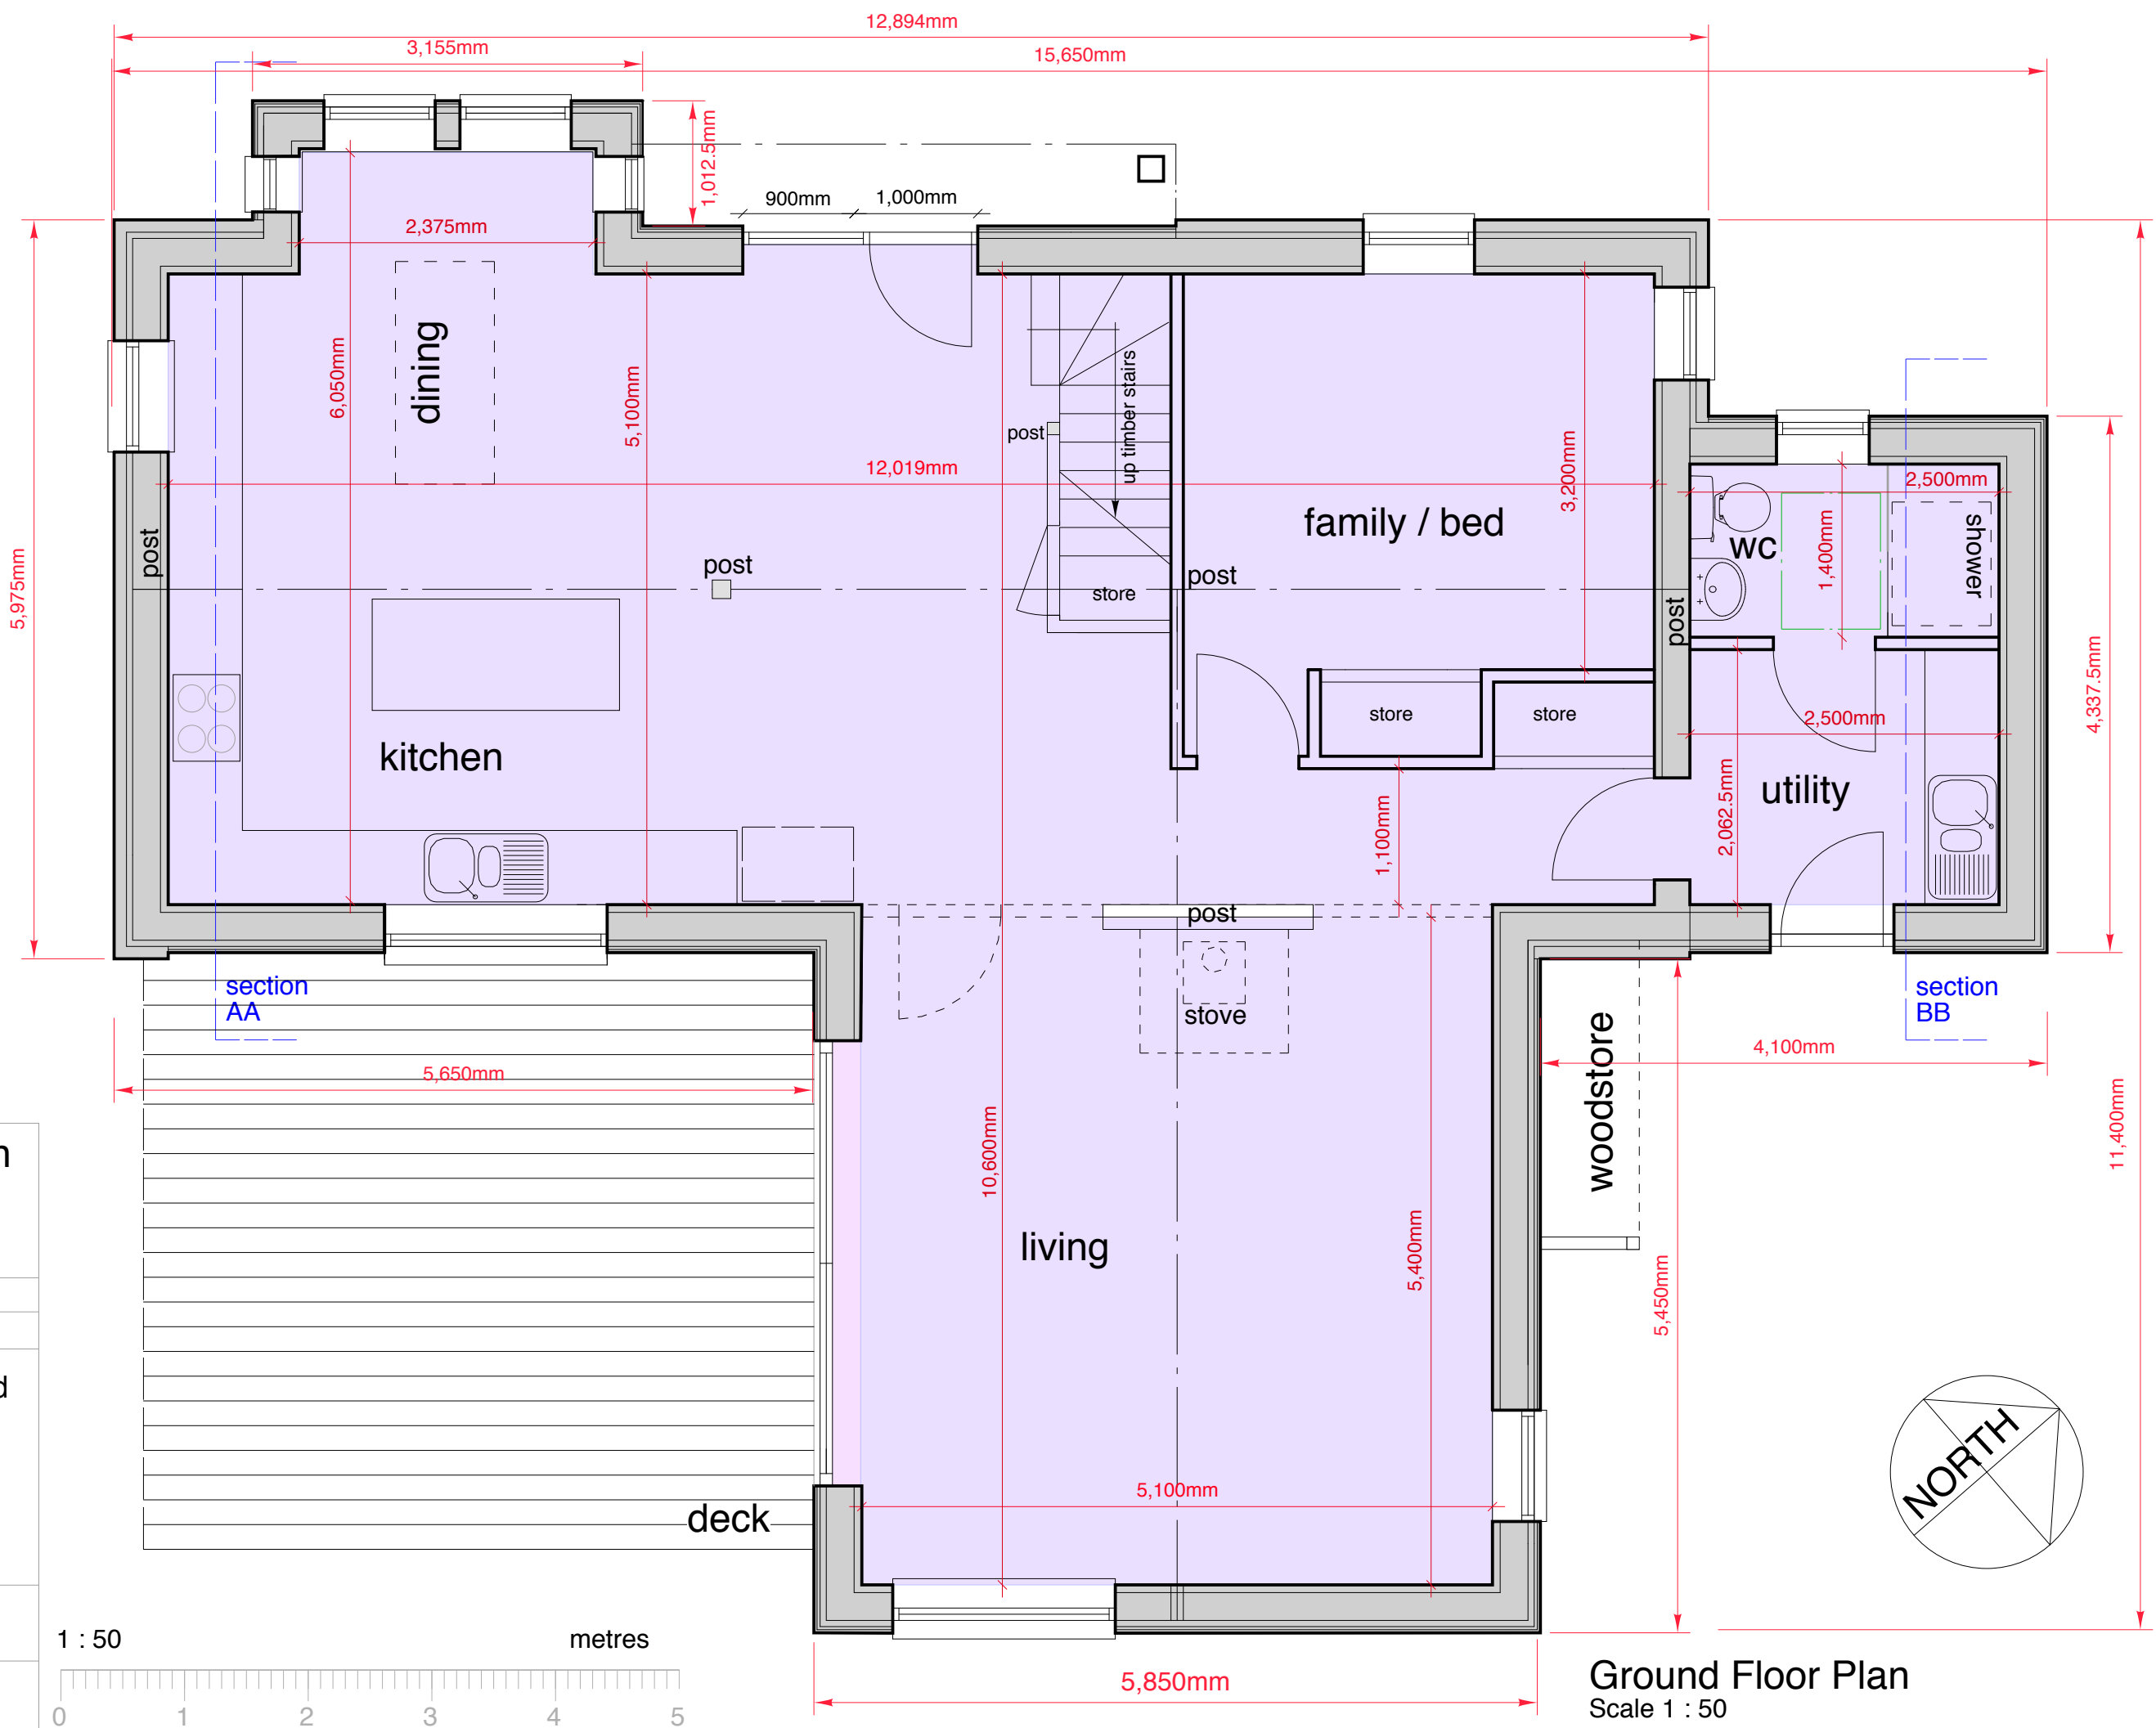 12,894mm
3,155mm
15,650mm
1,012.5mm
900mm
1,000mm
2,375mm
dining
6,050mm
5,100mm
up timber stairs
post
12,019mm
3,200mm
family / bed
2,500mm
wc
1,400mm
shower
5,975mm
post
post
post
store
post
4,337.5mm
store
store
2,500mm
kitchen
utility
2,062.5mm
1,100mm
post
section
AA
section
BB
stove
woodstore
5,650mm
4,100mm
11,400mm
10,600mm
living
5,400mm
5,450mm
NORTH
5,100mm
deck
n
d
1 : 50
metres
0 1 2 3 4 5
5,850mm
Ground Floor Plan
Scale 1 : 50